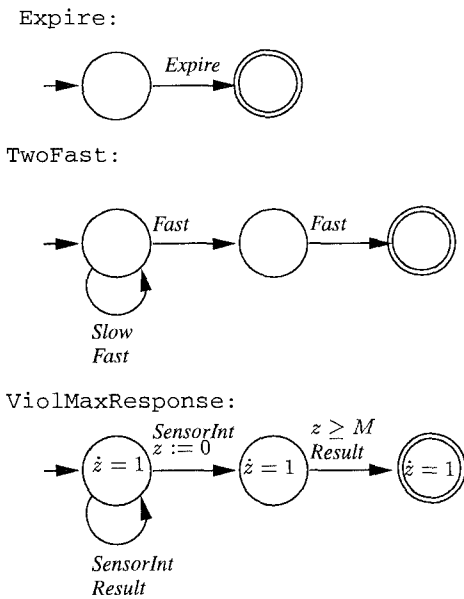 Expire:
Expire
TwoFast:
Fast Fast
Slow
Fast
ViolMaxResponse:
SensorInt z ≥ M
z := 0 Result
ż = 1 ż = 1 ż = 1
SensorInt
Result